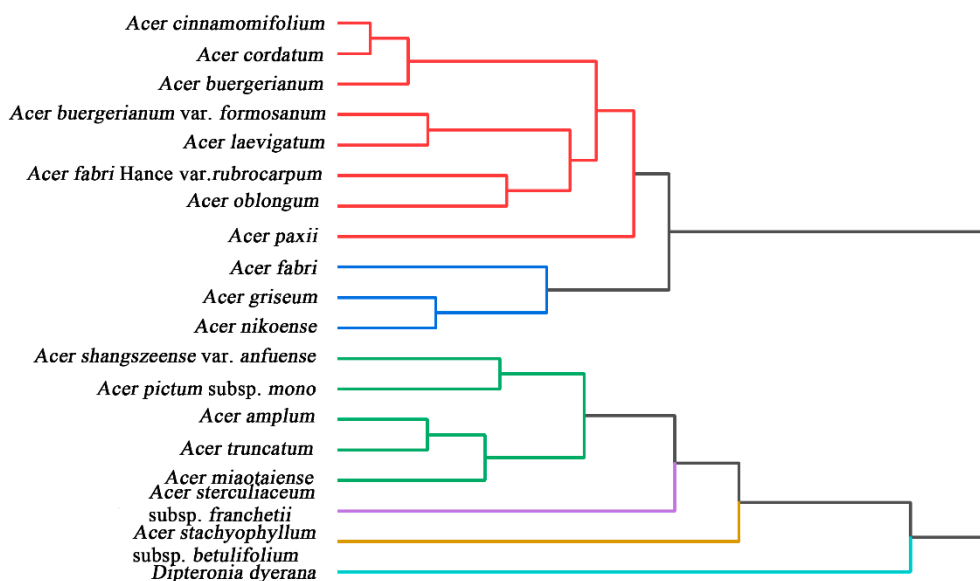 Acer cinnamomifolium
Acer cordatum
Acer buergerianum
Acer buergerianum var. formosanum
Acer laevigatum
Acer fabri Hance var.rubrocarpum
Acer oblongum
Acer paxii
Acer fabri
Acer griseum
Acer nikoense
Acer shangszeense var. anfuense
Acer pictum subsp. mono
Acer amplum
Acer truncatum
Acer miaotaiense
Acer sterculiaceum
subsp. franchetii
Acer stachyophyllum
subsp. betulifolium
Dipteronia dyerana